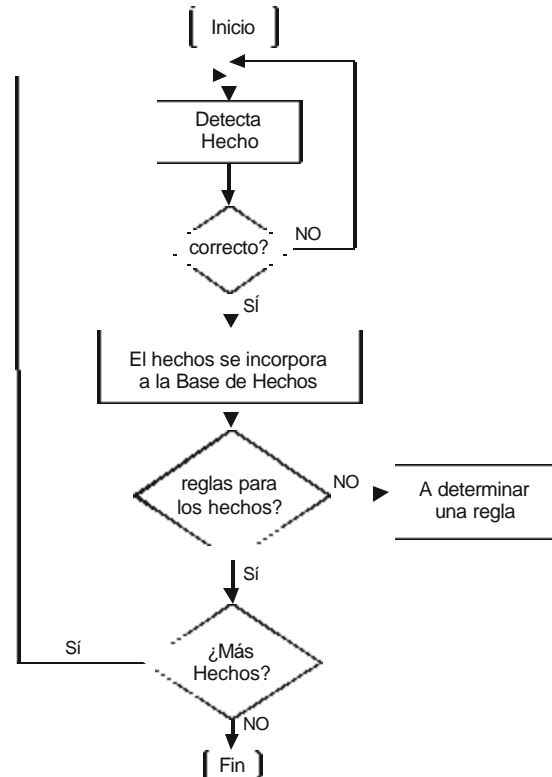 Inicio
Detecta
Hecho
correcto?
NO
SÍ
El hechos se incorpora
a la Base de Hechos
reglas para
los hechos?
NO
A determinar
una regla
Sí
¿Más
Hechos?
Sí
NO
Fin